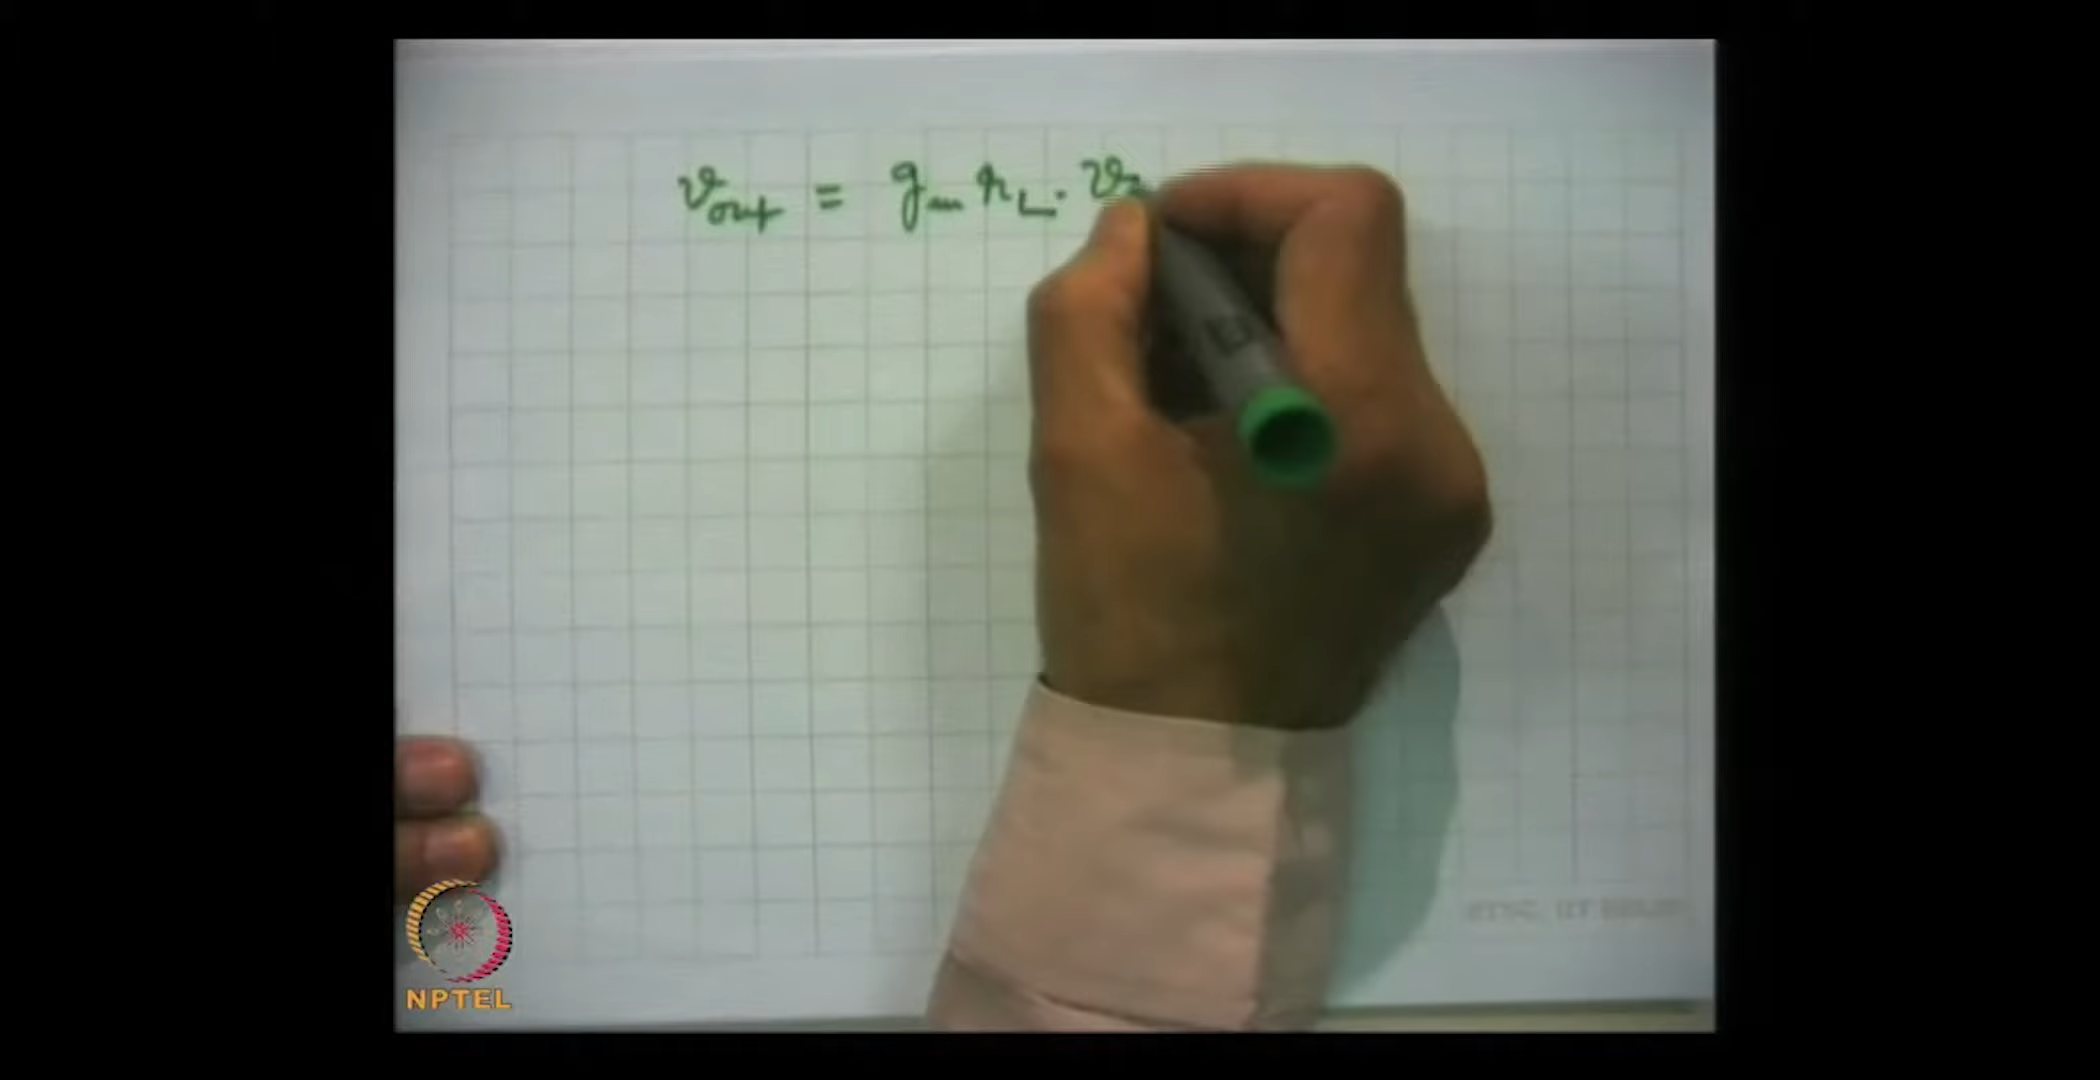 v_out = g_m r_L . v
NPTEL